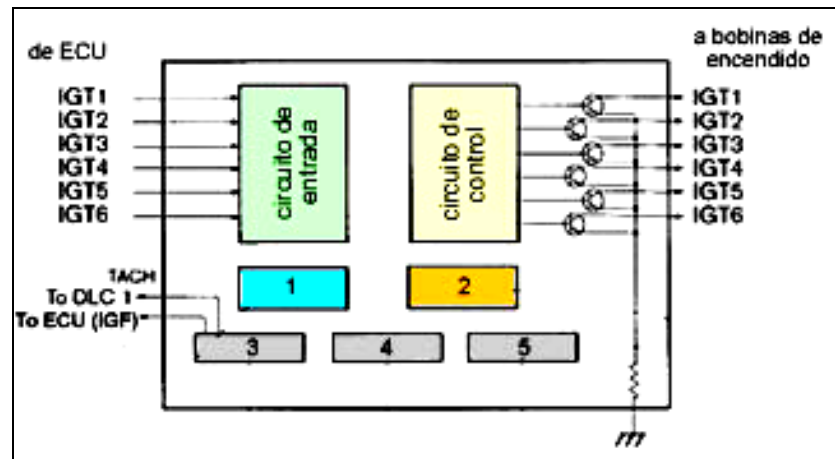 de ECU
a bobinas de
encendido
IGT1
IGT2
IGT3
IGT4
IGT5
IGT6
circuito de
entrada
circuito de
control
IGT1
IGT2
IGT3
IGT4
IGT5
IGT6
TACH
To DLC 1
To ECU (IGF)
1
2
3
4
5